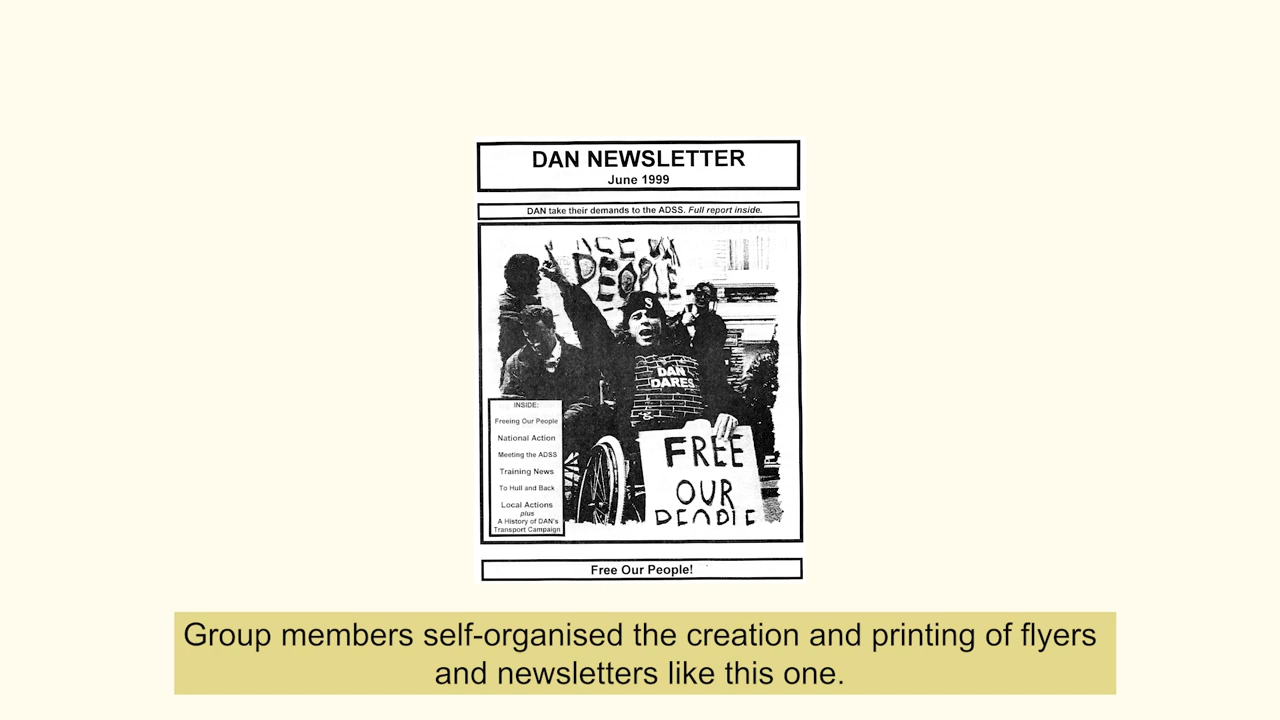 DAN NEWSLETTER
June 1999
DAN take their demands to the ADSS. Full report inside.
PEOPLE
S
DAN
DARES
INSIDE:
Freeing Our People
National Action
Meeting the ADSS
Training News
To Hull and Back
Local Actions
plus
A History of DAN's
Transport Campaign
FREE
OUR
PEOPLE
Free Our People!
Group members self-organised the creation and printing of flyers
and newsletters like this one.